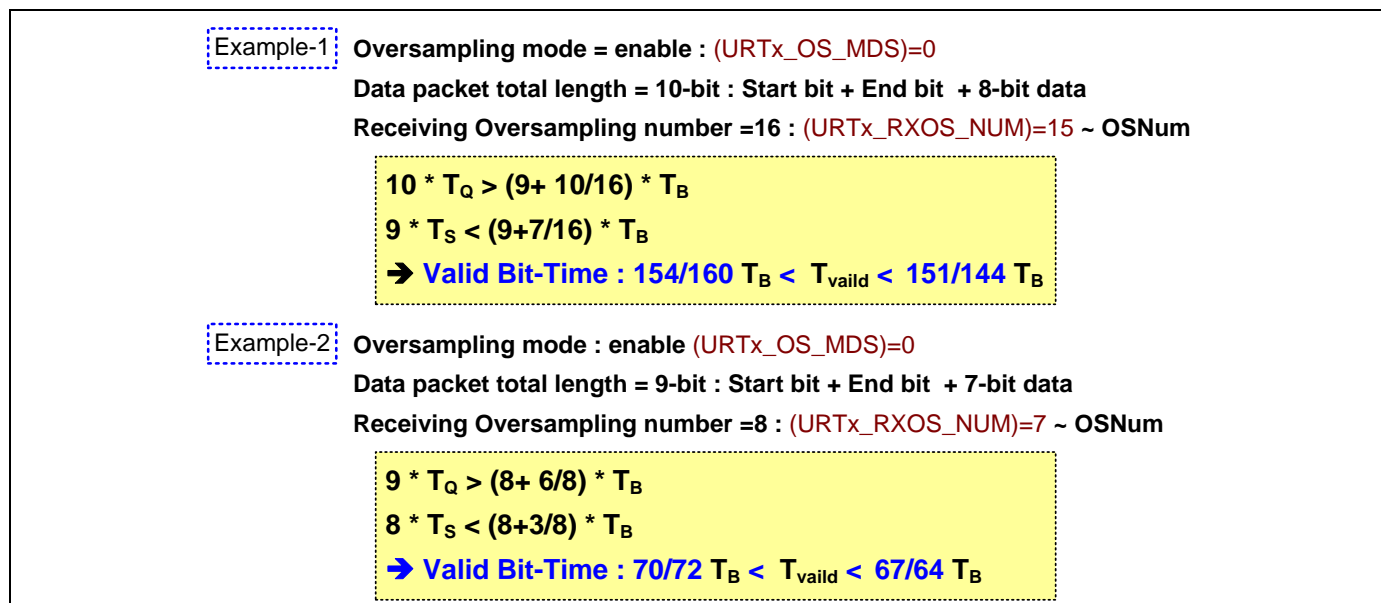 Example-1 Oversampling mode = enable : (URTx_OS_MDS)=0
Data packet total length = 10-bit : Start bit + End bit + 8-bit data
Receiving Oversampling number =16 : (URTx_RXOS_NUM)=15 ~ OSNum
10 * TQ > (9+ 10/16) * TB
9 * TS < (9+7/16) * TB
➔ Valid Bit-Time : 154/160 TB < Tvaild < 151/144 TB
Example-2 Oversampling mode : enable (URTx_OS_MDS)=0
Data packet total length = 9-bit : Start bit + End bit + 7-bit data
Receiving Oversampling number =8 : (URTx_RXOS_NUM)=7 ~ OSNum
9 * TQ > (8+ 6/8) * TB
8 * TS < (8+3/8) * TB
➔ Valid Bit-Time : 70/72 TB < Tvaild < 67/64 TB